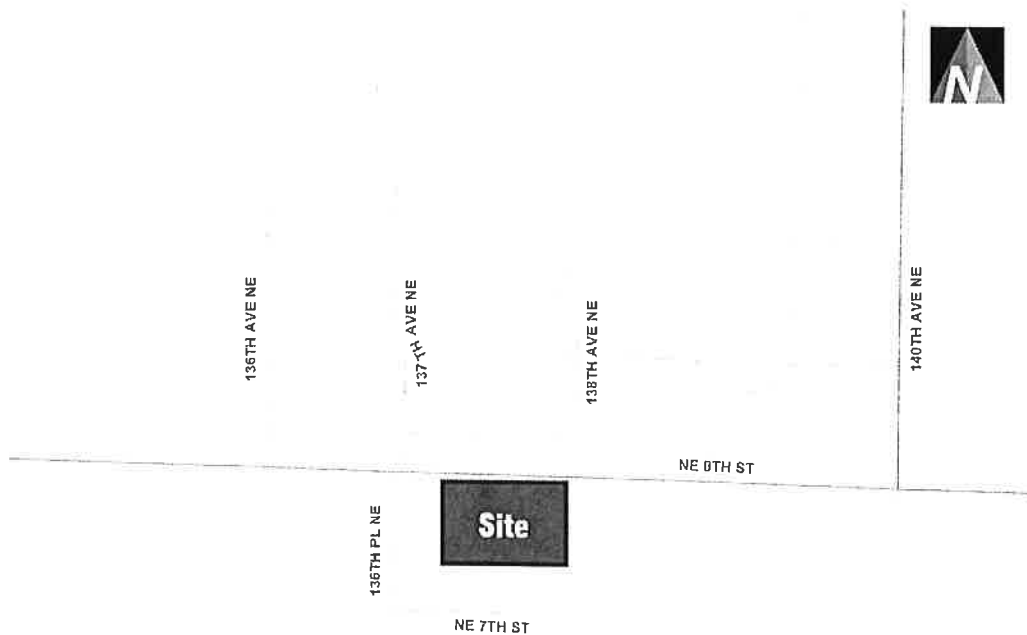 N
136TH AVE NE
137TH AVE NE
138TH AVE NE
140TH AVE NE
NE 8TH ST
Site
136TH PL NE
NE 7TH ST